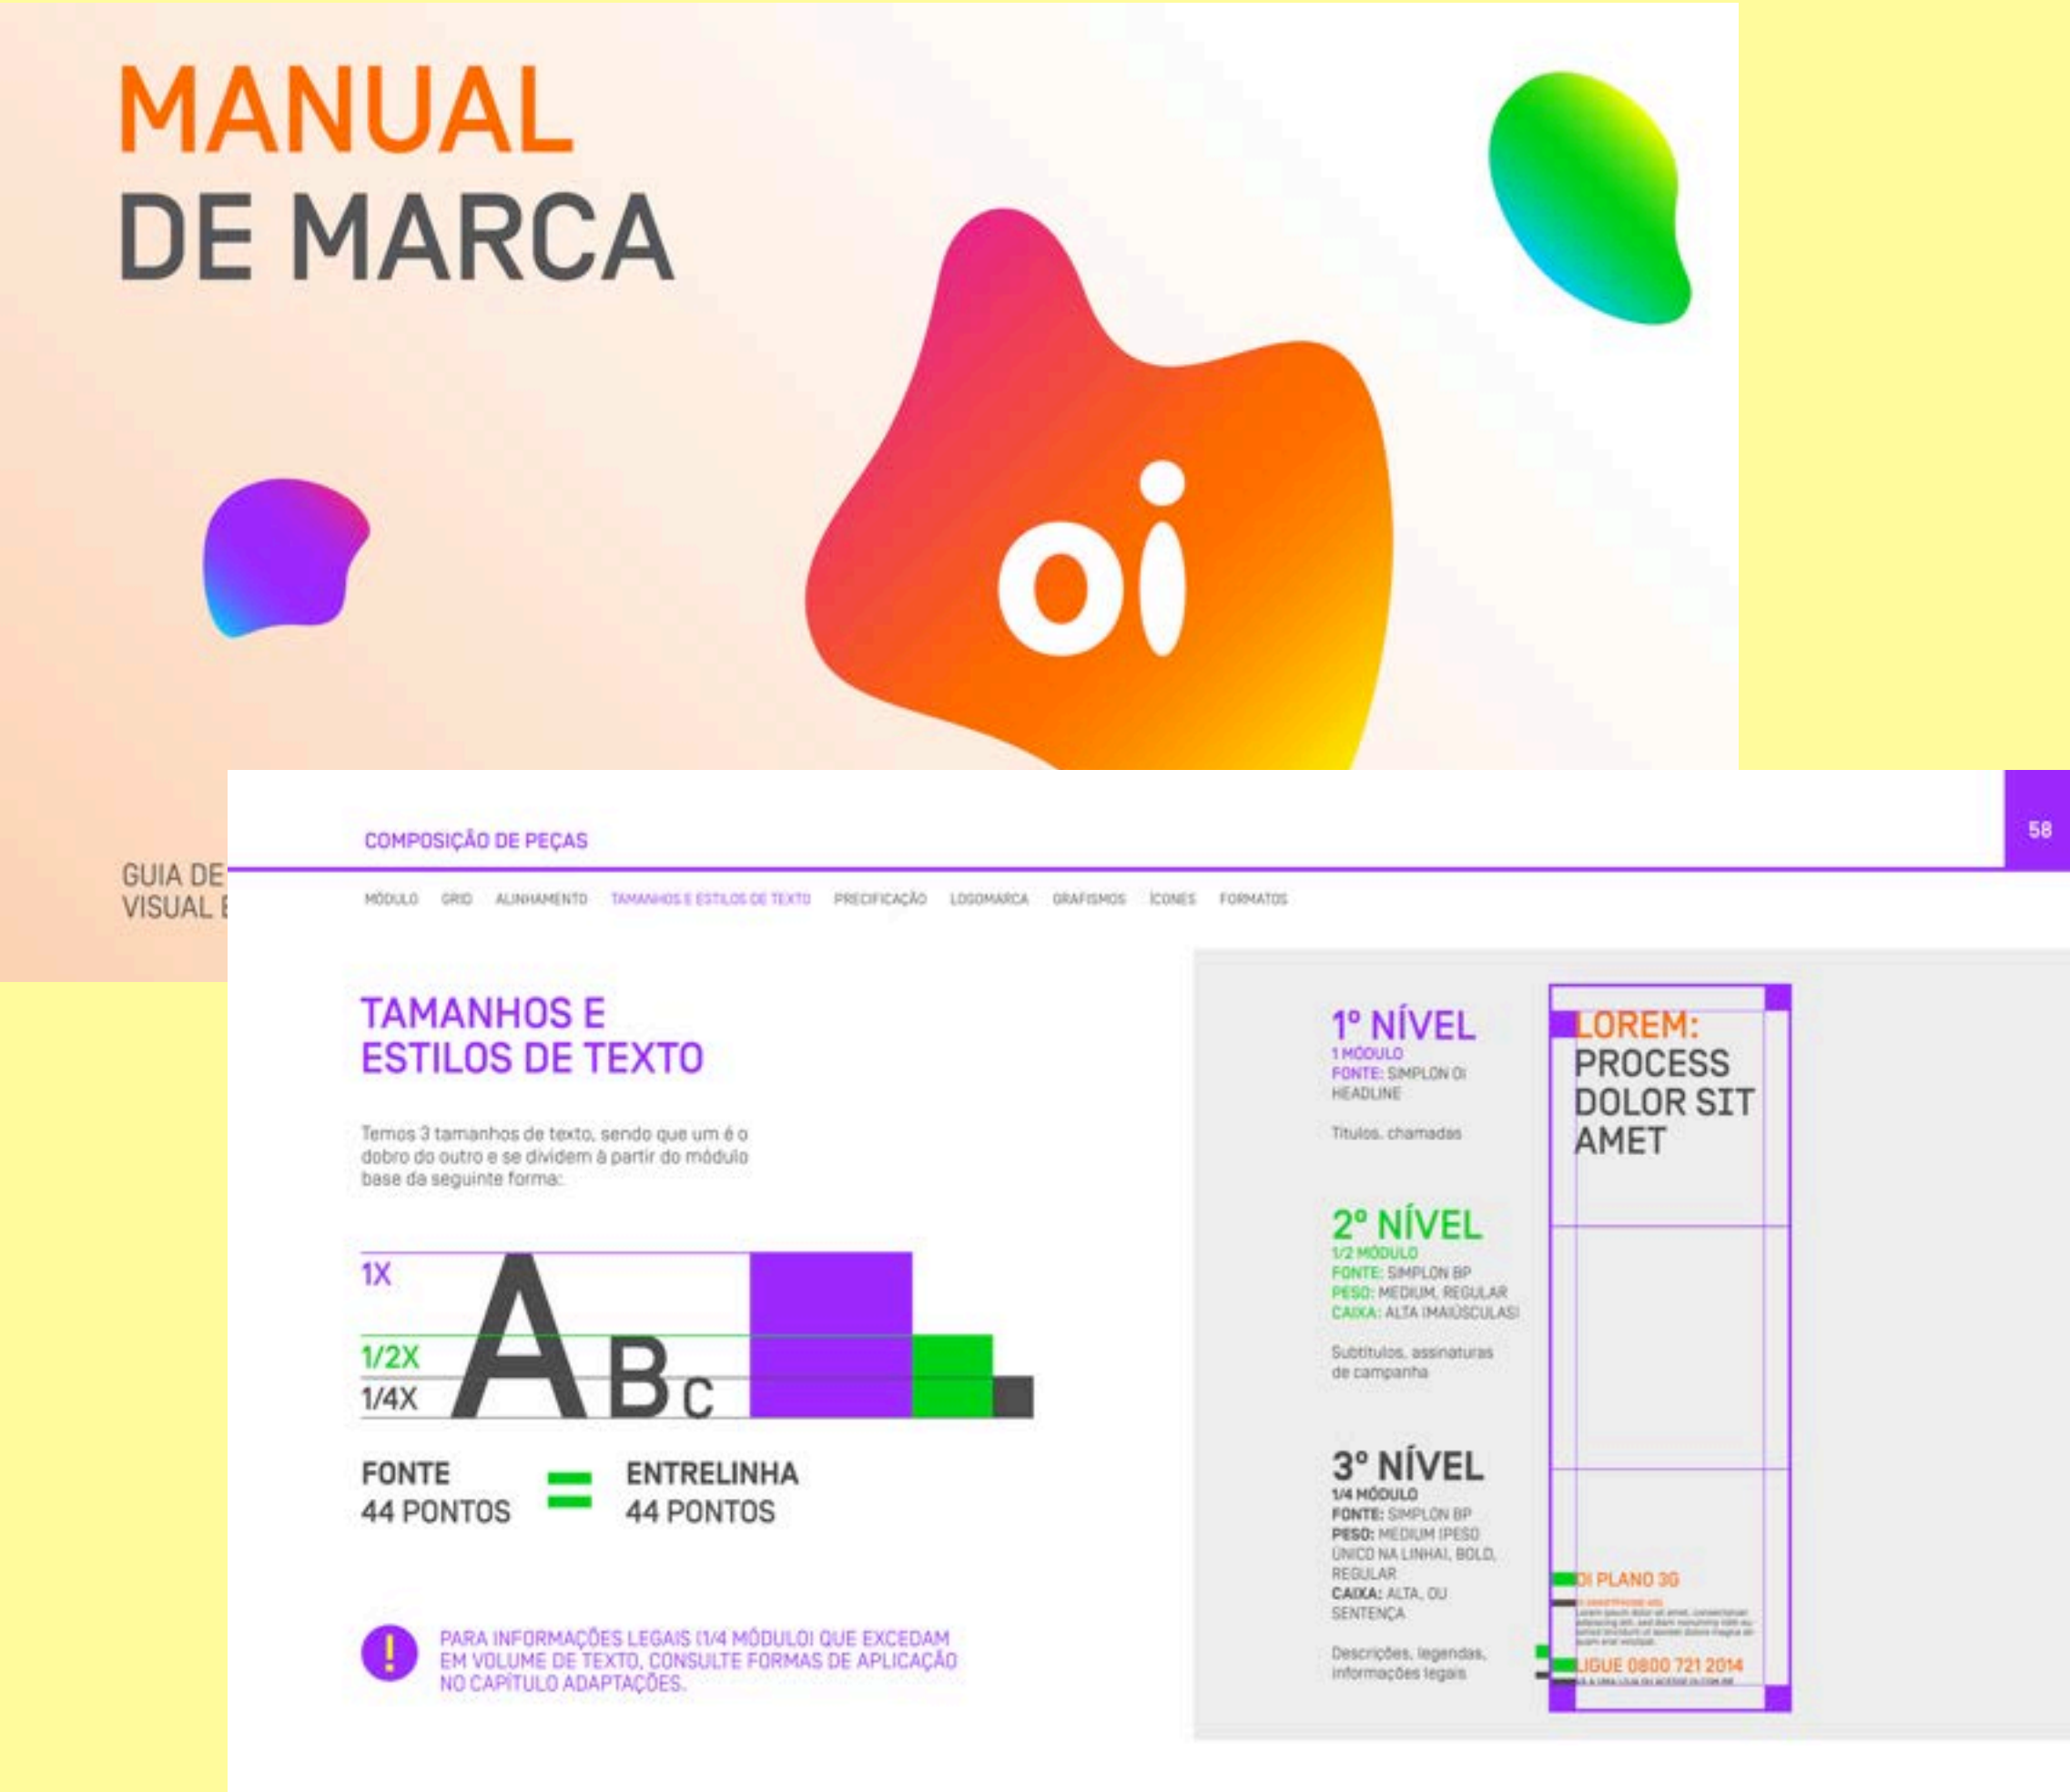 MANUAL
DE MARCA
oi
GUIA DE
VISUAL
COMPOSIÇÃO DE PEÇAS
58
MÓDULO GRID ALINHAMENTO TAMANHOS E ESTILOS DE TEXTO PRECIFICAÇÃO LOGOMARCA GRAFISMOS ÍCONES FORMATOS
TAMANHOS E
ESTILOS DE TEXTO
Temos 3 tamanhos de texto, sendo que um é o
dobro do outro e se dividem à partir do módulo
base da seguinte forma:
1X
1/2X
1/4X
A B C
FONTE
44 PONTOS
=
ENTRELINHA
44 PONTOS
!
PARA INFORMAÇÕES LEGAIS (1/4 MÓDULO) QUE EXCEDAM
EM VOLUME DE TEXTO, CONSULTE FORMAS DE APLICAÇÃO
NO CAPÍTULO ADAPTAÇÕES.
1º NÍVEL
1 MÓDULO
FONTE: SIMPLON OI
HEADLINE
Títulos, chamadas
2º NÍVEL
1/2 MÓDULO
FONTE: SIMPLON BP
PESO: MEDIUM, REGULAR
CAIXA: ALTA (MAIÚSCULAS)
Subtítulos, assinaturas
de campanha
3º NÍVEL
1/4 MÓDULO
FONTE: SIMPLON BP
PESO: MEDIUM (PESO
ÚNICO NA LINHA), BOLD,
REGULAR
CAIXA: ALTA, OU
SENTENÇA
Descrições, legendas,
informações legais
LOREM:
PROCESS
DOLOR SIT
AMET
OI PLANO 3G
LIGUE 0800 721 2014